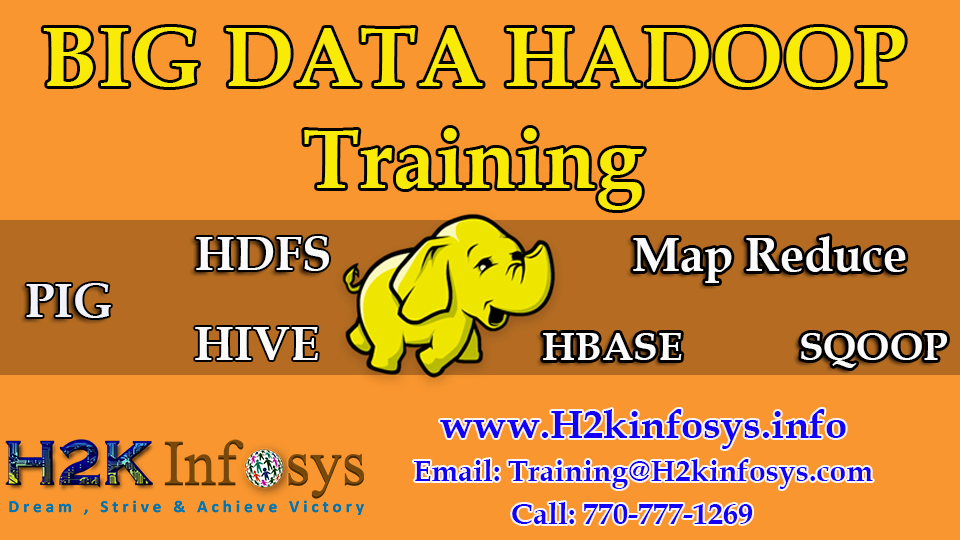 BIG DATA HADOOP
Training
PIG
HDFS
HIVE
Map Reduce
HBASE
SQOOP
H2K Infosys
Dream , Strive & Achieve Victory
www.H2kinfosys.info
Email: Training@H2kinfosys.com
Call: 770-777-1269